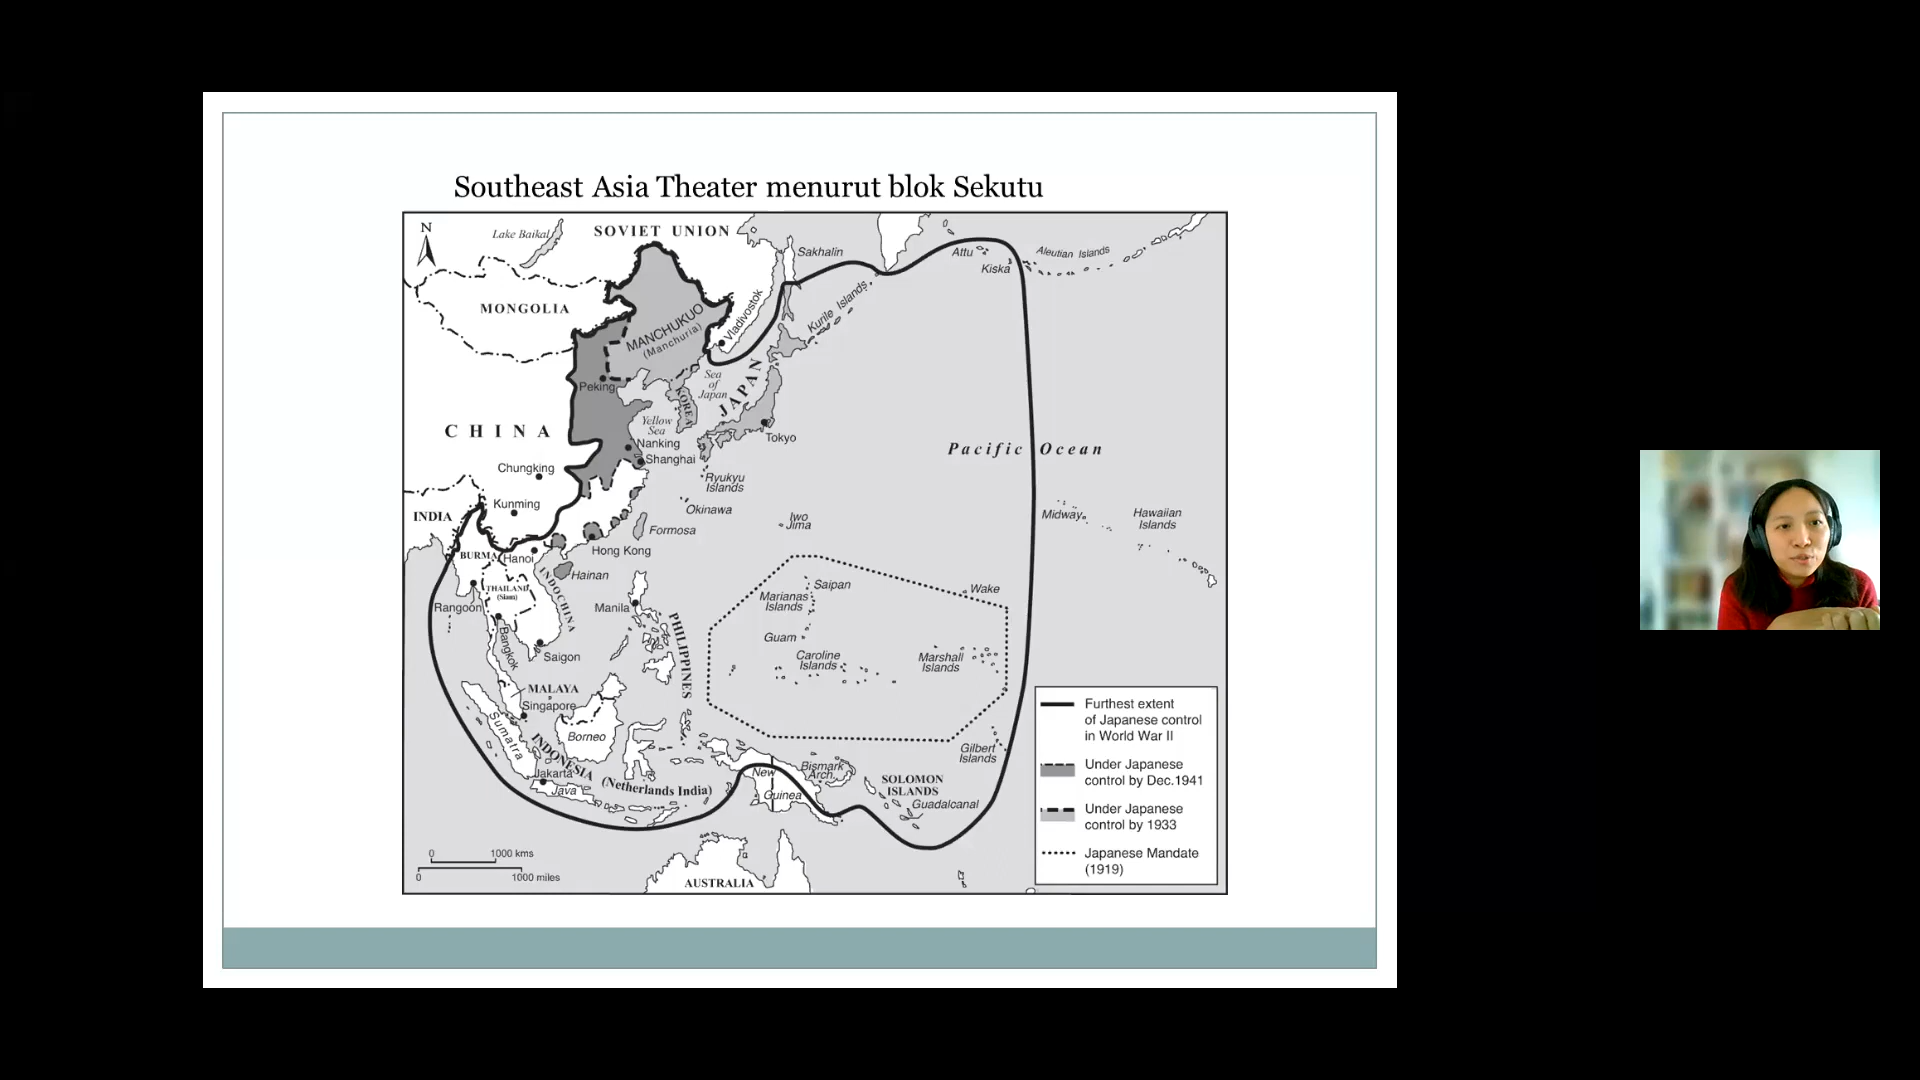 Southeast Asia Theater menurut blok Sekutu
N
Lake Baikal
SOVIET UNION
Sakhalin
Attu
Kiska
Aleutian Islands
MONGOLIA
MANCHUKUO
(Manchuria)
Vladivostok
Kurile Islands
Peking
Sea
of
Japan
JAPAN
KOREA
CHINA
Yellow
Sea
Nanking
Shanghai
Tokyo
Pacific Ocean
Chungking
Kunming
Ryukyu
Islands
Okinawa
Iwo
Jima
Midway
Hawaiian
Islands
INDIA
BURMA
Hanoi
Formosa
Hong Kong
Hainan
THAILAND
(Siam)
INDOCHINA
Rangoon
Manila
Saipan
Marianas
Islands
Wake
Guam
Bangkok
Saigon
PHILIPPINES
Caroline
Islands
Marshall
Islands
MALAYA
Singapore
Sumatra
Borneo
INDONESIA (Netherlands India)
Jakarta
Java
New
Guinea
Bismark
Arch.
Gilbert
Islands
SOLOMON
ISLANDS
Guadalcanal
AUSTRALIA
0 1000 kms
0 1000 miles
Furthest extent
of Japanese control
in World War II
Under Japanese
control by Dec.1941
Under Japanese
control by 1933
Japanese Mandate
(1919)